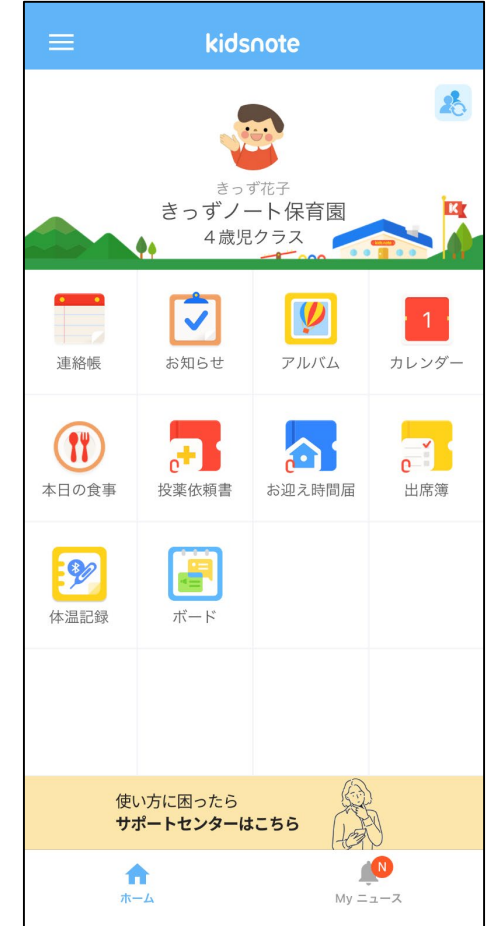 kidsnote
きっず花子
きっずノート保育園
4歳児クラス
K
連絡帳
お知らせ
アルバム
1
カレンダー
本日の食事
投薬依頼書
お迎え時間届
出席簿
体温記録
ボード
使い方に困ったら
サポートセンターはこちら
N
ホーム
My ニュース